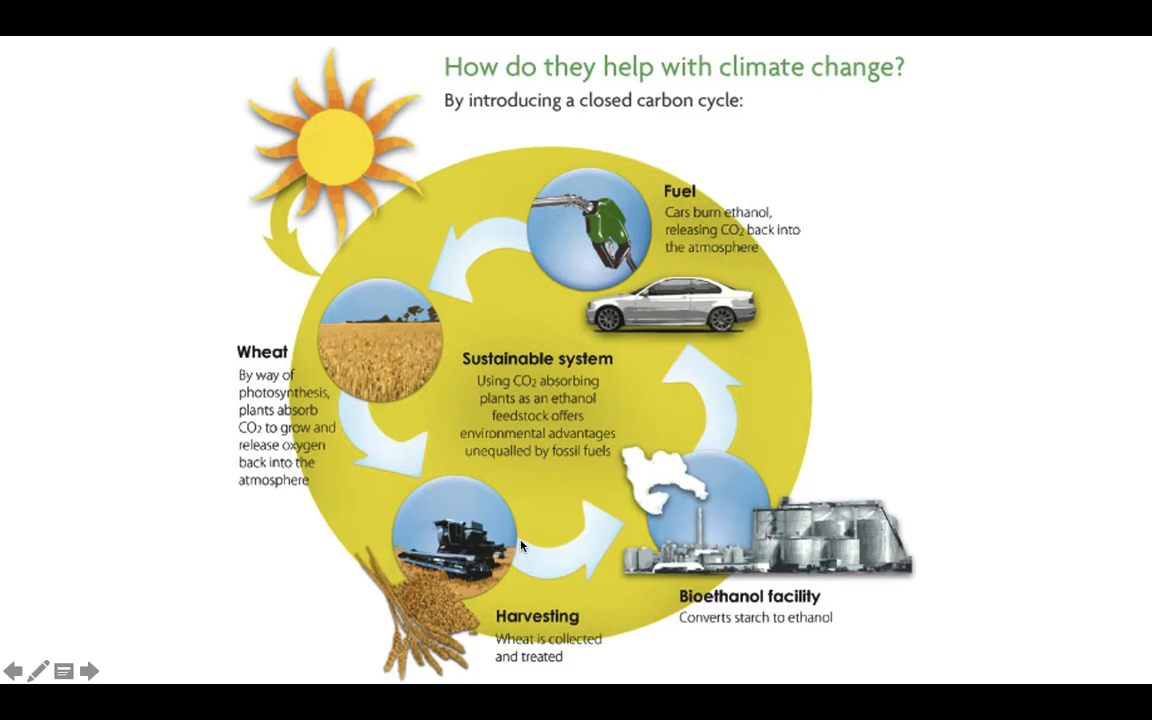 How do they help with climate change?
By introducing a closed carbon cycle:
Fuel
Cars burn ethanol,
releasing CO₂ back into
the atmosphere
Wheat
By way of
photosynthesis,
plants absorb
CO₂ to grow and
release oxygen
back into the
atmosphere
Sustainable system
Using CO₂ absorbing
plants as an ethanol
feedstock offers
environmental advantages
unequalled by fossil fuels
Harvesting
Wheat is collected
and treated
Bioethanol facility
Converts starch to ethanol